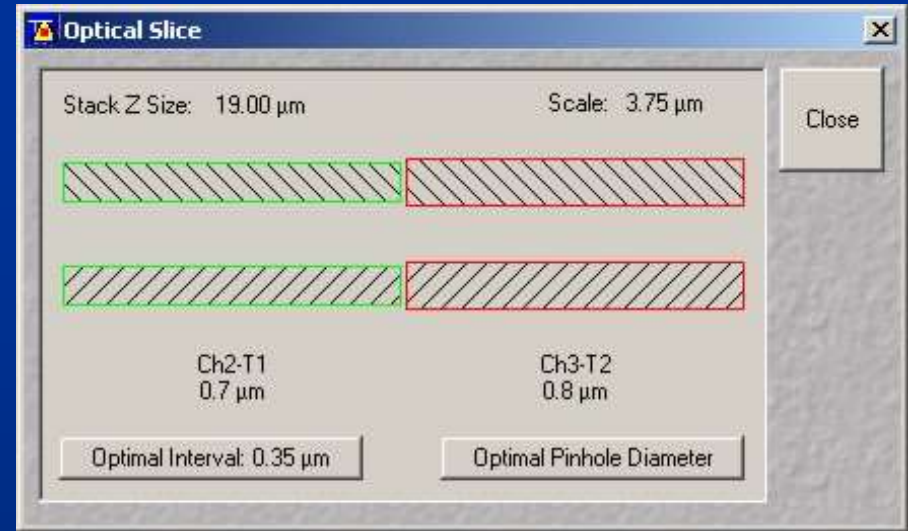 Optical Slice
Stack Z Size: 19.00 µm Scale: 3.75 µm
Close
Ch2-T1 Ch3-T2
0.7 µm 0.8 µm
Optimal Interval: 0.35 µm Optimal Pinhole Diameter